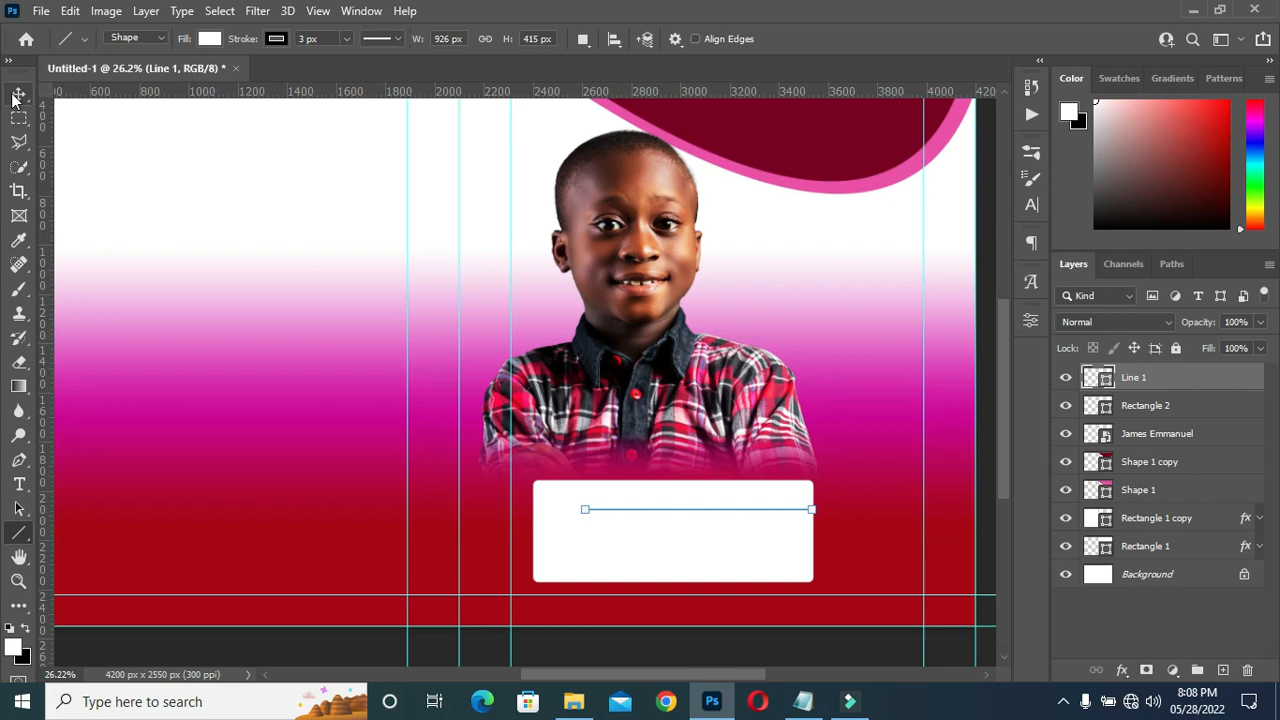 Ps File Edit Image Layer Type Select Filter 3D View Window Help
Shape Fill: Stroke: 3 px W: 926 px H: 415 px Align Edges
Untitled-1 @ 26.2% (Line 1, RGB/8) * ×
600 800 1000 1200 1400 1600 1800 2000 2200 2400 2600 2800 3000 3200 3400 3600 3800 4000
Color Swatches Gradients Patterns
Layers Channels Paths
Kind
Normal Opacity: 100%
Lock: Fill: 100%
Line 1
Rectangle 2
James Emmanuel
Shape 1 copy
Shape 1
Rectangle 1 copy fx
Rectangle 1 fx
Background
26.22% 4200 px x 2550 px (300 ppi)
Type here to search
Ps
8:08 PM
05/28/2022